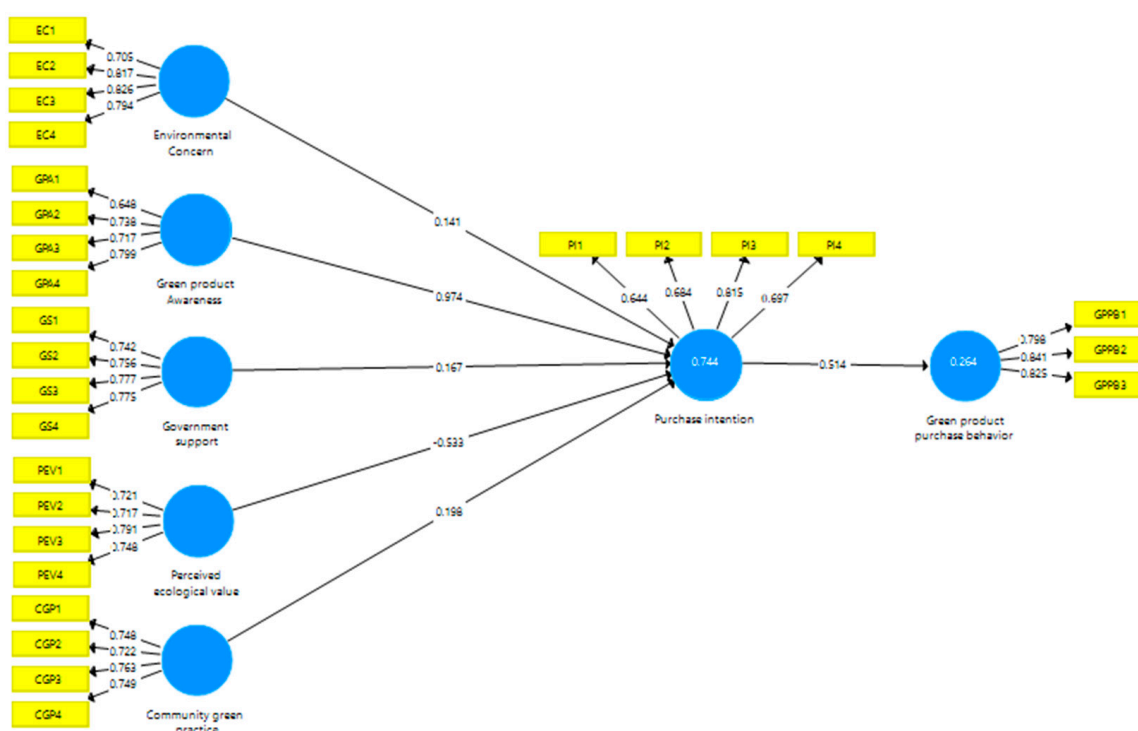 EC1
EC2
EC3
EC4
0.705
0.817
0.826
0.794
Environmental
Concern
GPA1
GPA2
GPA3
GPA4
0.648
0.738
0.717
0.799
Green product
Awareness
GS1
GS2
GS3
GS4
0.742
0.756
0.777
0.775
Government
support
PEV1
PEV2
PEV3
PEV4
0.721
0.717
0.791
0.748
Perceived
ecological value
CGP1
CGP2
CGP3
CGP4
0.748
0.722
0.763
0.749
Community green
practice
0.141
0.974
0.167
-0.533
0.198
PI1
PI2
PI3
PI4
0.644
0.684
0.815
0.697
0.744
Purchase intention
0.514
0.264
Green product
purchase behavior
0.798
0.841
0.825
GPPB1
GPPB2
GPPB3